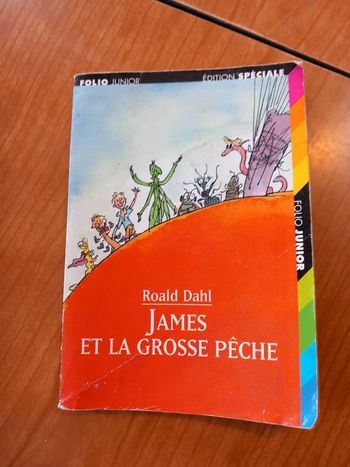 FOLIO JUNIOR
ÉDITION SPÉCIALE
FOLIO JUNIOR
Roald Dahl
JAMES
ET LA GROSSE PÊCHE